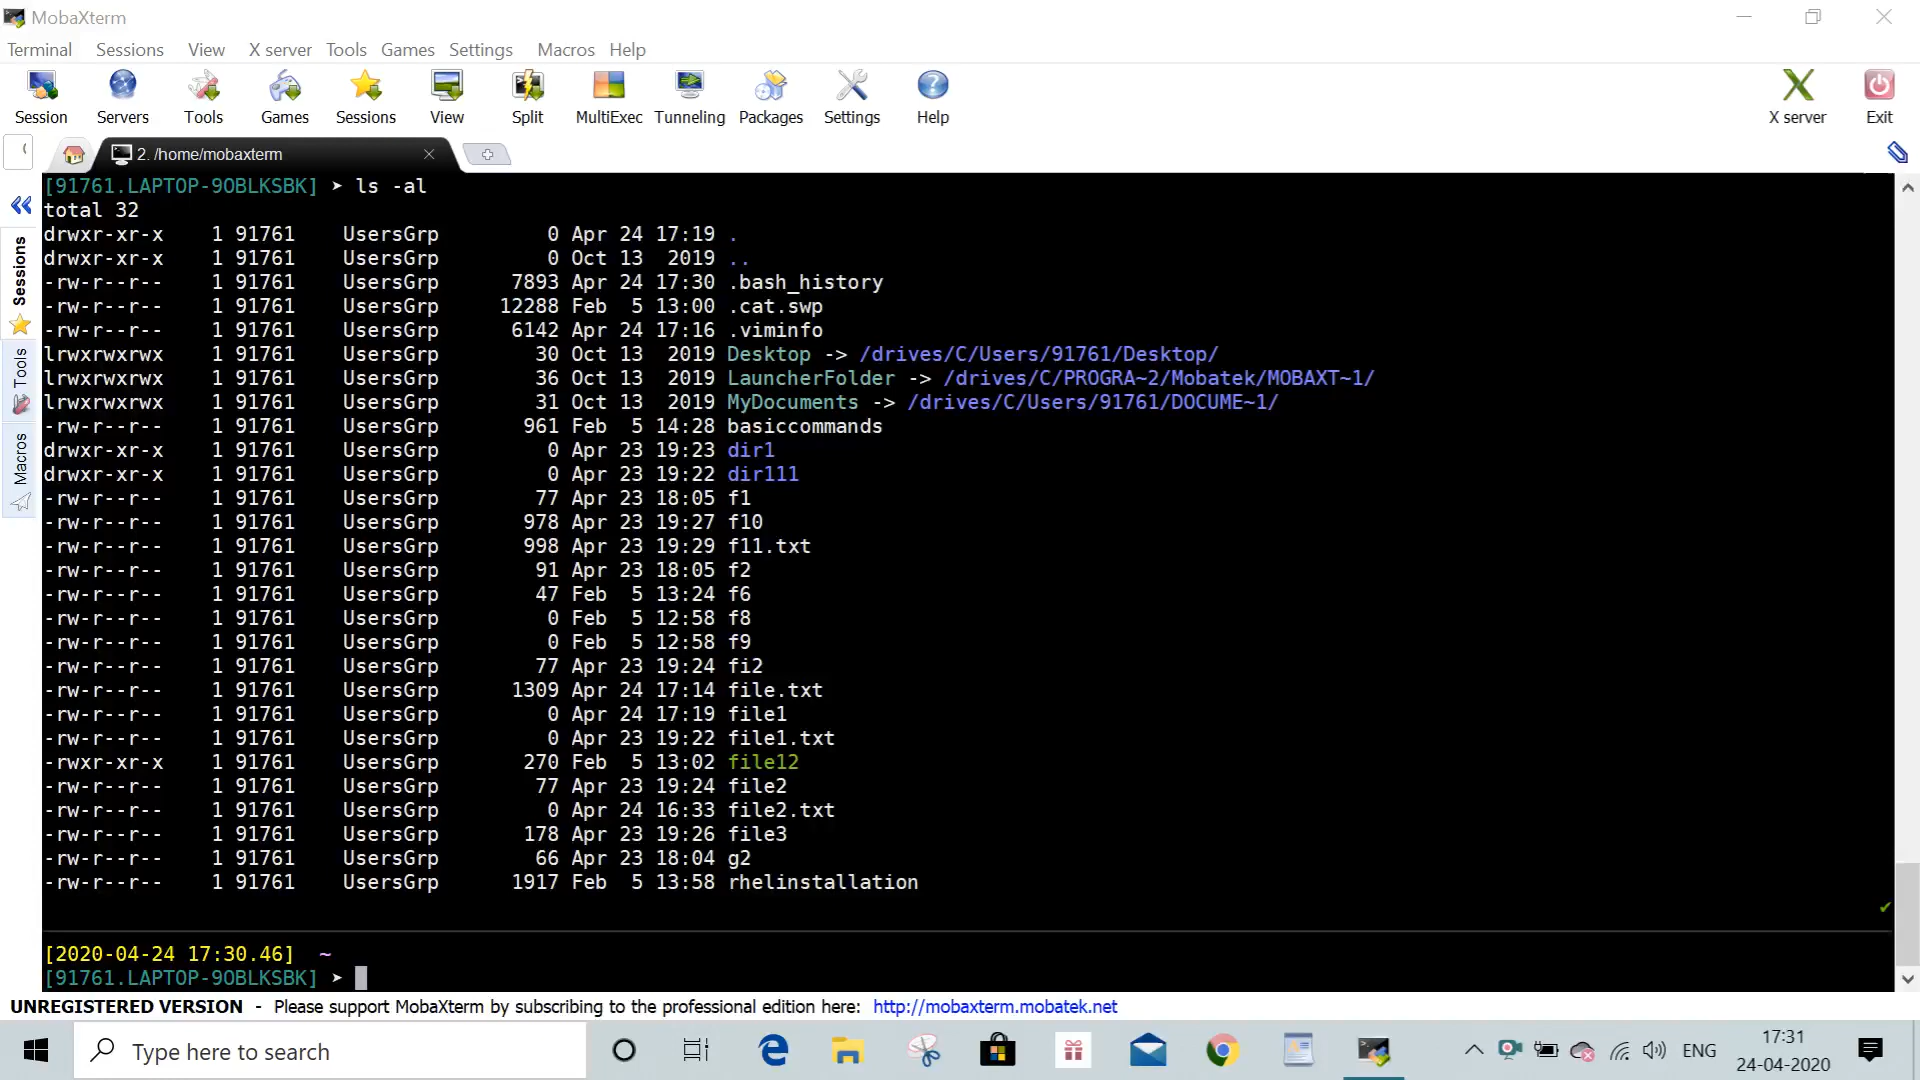 MobaXterm
Terminal Sessions View X server Tools Games Settings Macros Help
Session Servers Tools Games Sessions View Split MultiExec Tunneling Packages Settings Help X server Exit
2. /home/mobaxterm
Sessions
Tools
Macros
[91761.LAPTOP-9OBLKSBK] ➤ ls -al
total 32
drwxr-xr-x    1 91761    UsersGrp         0 Apr 24 17:19 .
drwxr-xr-x    1 91761    UsersGrp         0 Oct 13  2019 ..
-rw-r--r--    1 91761    UsersGrp      7893 Apr 24 17:30 .bash_history
-rw-r--r--    1 91761    UsersGrp     12288 Feb  5 13:00 .cat.swp
-rw-r--r--    1 91761    UsersGrp      6142 Apr 24 17:16 .viminfo
lrwxrwxrwx    1 91761    UsersGrp        30 Oct 13  2019 Desktop -> /drives/C/Users/91761/Desktop/
lrwxrwxrwx    1 91761    UsersGrp        36 Oct 13  2019 LauncherFolder -> /drives/C/PROGRA~2/Mobatek/MOBAXT~1/
lrwxrwxrwx    1 91761    UsersGrp        31 Oct 13  2019 MyDocuments -> /drives/C/Users/91761/DOCUME~1/
-rw-r--r--    1 91761    UsersGrp       961 Feb  5 14:28 basiccommands
drwxr-xr-x    1 91761    UsersGrp         0 Apr 23 19:23 dir1
drwxr-xr-x    1 91761    UsersGrp         0 Apr 23 19:22 dir111
-rw-r--r--    1 91761    UsersGrp        77 Apr 23 18:05 f1
-rw-r--r--    1 91761    UsersGrp       978 Apr 23 19:27 f10
-rw-r--r--    1 91761    UsersGrp       998 Apr 23 19:29 f11.txt
-rw-r--r--    1 91761    UsersGrp        91 Apr 23 18:05 f2
-rw-r--r--    1 91761    UsersGrp        47 Feb  5 13:24 f6
-rw-r--r--    1 91761    UsersGrp         0 Feb  5 12:58 f8
-rw-r--r--    1 91761    UsersGrp         0 Feb  5 12:58 f9
-rw-r--r--    1 91761    UsersGrp        77 Apr 23 19:24 fi2
-rw-r--r--    1 91761    UsersGrp      1309 Apr 24 17:14 file.txt
-rw-r--r--    1 91761    UsersGrp         0 Apr 24 17:19 file1
-rw-r--r--    1 91761    UsersGrp         0 Apr 23 19:22 file1.txt
-rwxr-xr-x    1 91761    UsersGrp       270 Feb  5 13:02 file12
-rw-r--r--    1 91761    UsersGrp        77 Apr 23 19:24 file2
-rw-r--r--    1 91761    UsersGrp         0 Apr 24 16:33 file2.txt
-rw-r--r--    1 91761    UsersGrp       178 Apr 23 19:26 file3
-rw-r--r--    1 91761    UsersGrp        66 Apr 23 18:04 g2
-rw-r--r--    1 91761    UsersGrp      1917 Feb  5 13:58 rhelinstallation
[2020-04-24 17:30.46]  ~
[91761.LAPTOP-9OBLKSBK] ➤
UNREGISTERED VERSION - Please support MobaXterm by subscribing to the professional edition here: http://mobaxterm.mobatek.net
Type here to search
ENG
17:31
24-04-2020